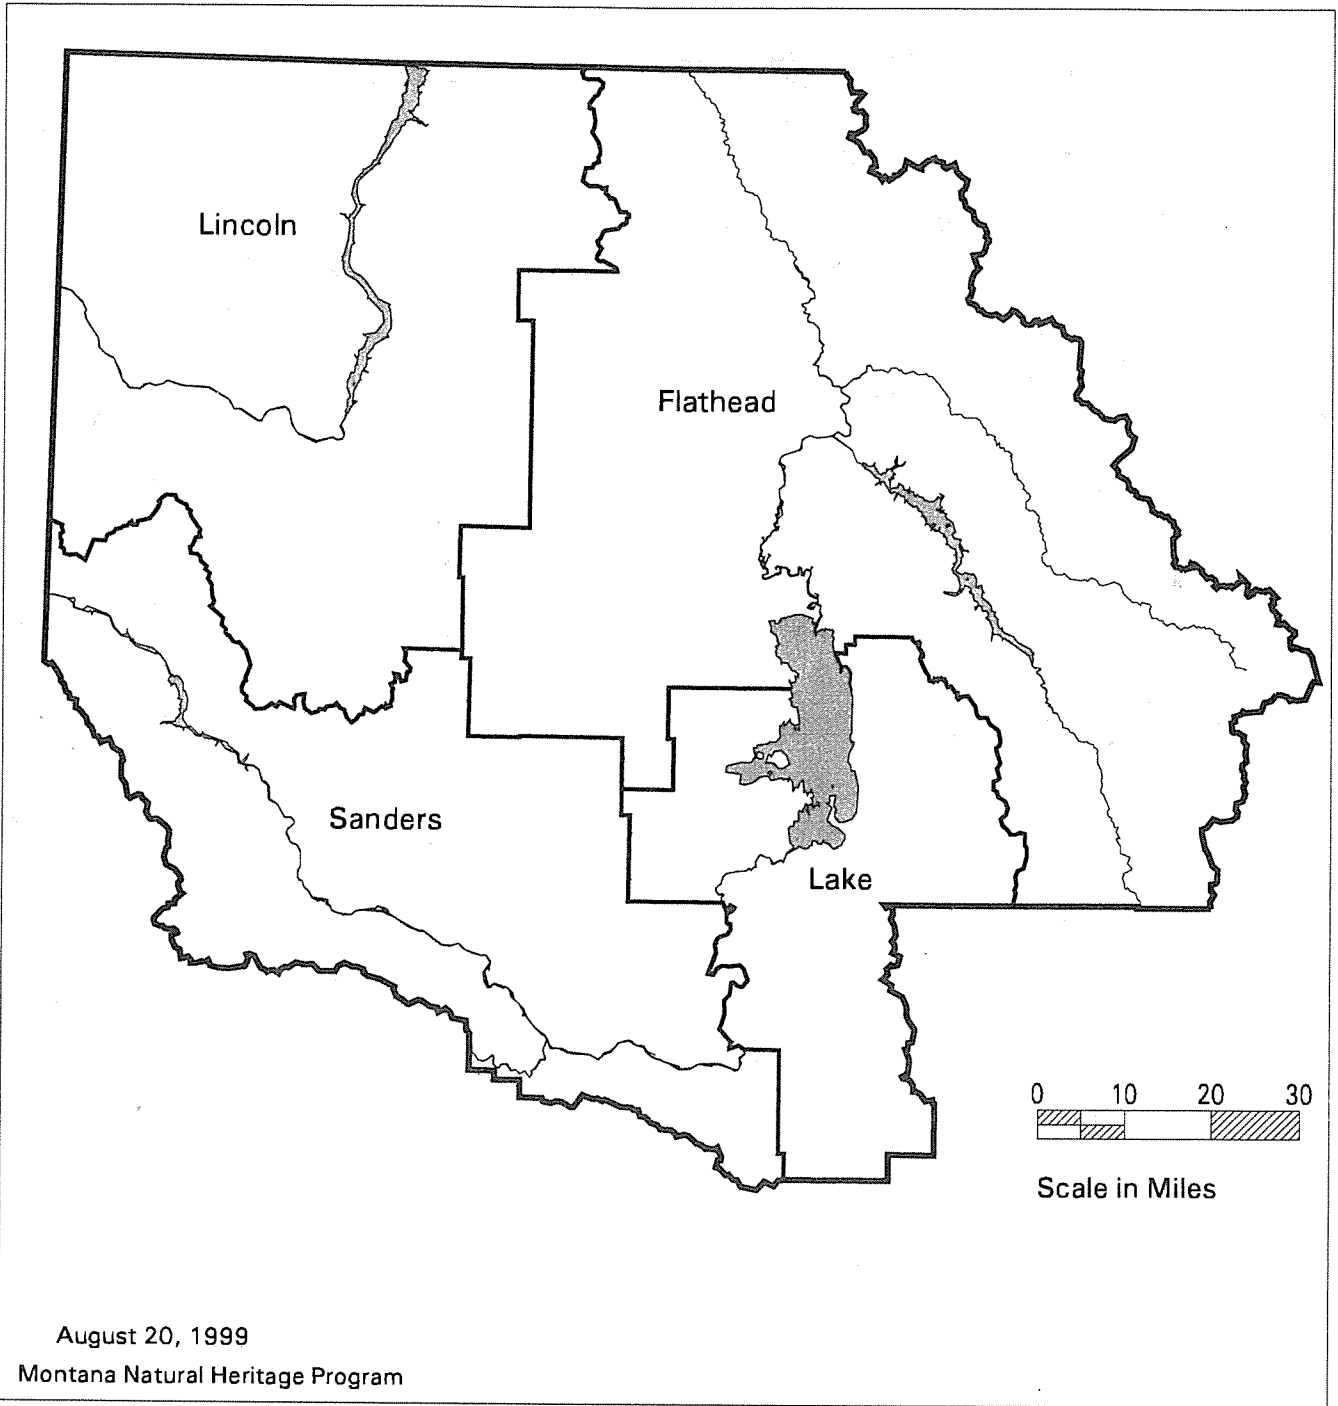 Lincoln
Flathead
Sanders
Lake
0 10 20 30
Scale in Miles
August 20, 1999
Montana Natural Heritage Program